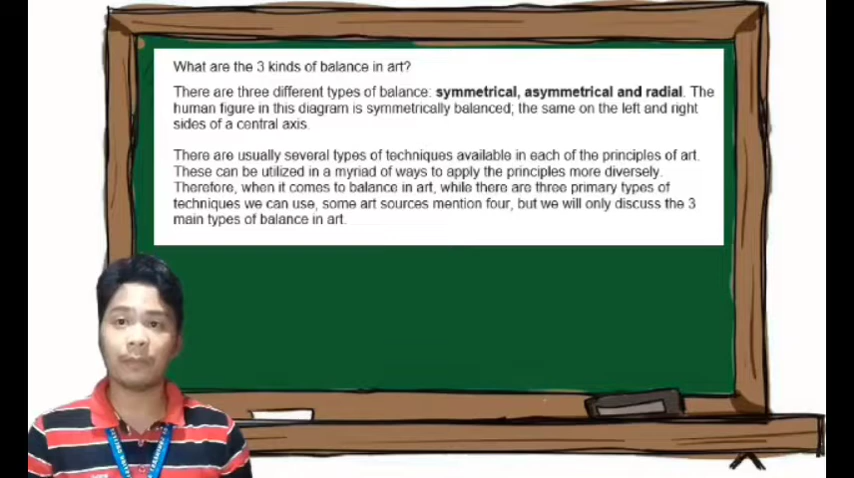 What are the 3 kinds of balance in art?
There are three different types of balance: symmetrical, asymmetrical and radial. The
human figure in this diagram is symmetrically balanced; the same on the left and right
sides of a central axis.
There are usually several types of techniques available in each of the principles of art.
These can be utilized in a myriad of ways to apply the principles more diversely.
Therefore, when it comes to balance in art, while there are three primary types of
techniques we can use, some art sources mention four, but we will only discuss the 3
main types of balance in art.